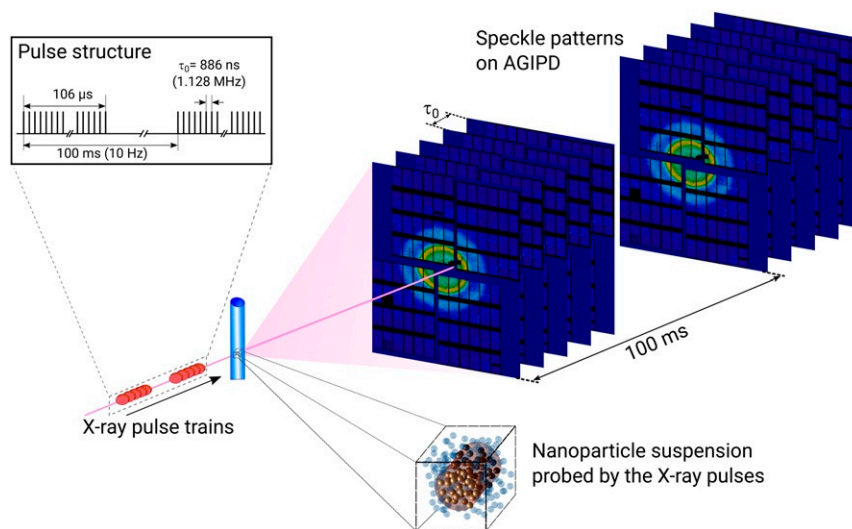 Pulse structure
τ₀= 886 ns
(1.128 MHz)
106 µs
100 ms (10 Hz)
Speckle patterns
on AGIPD
τ₀
100 ms
X-ray pulse trains
Nanoparticle suspension
probed by the X-ray pulses